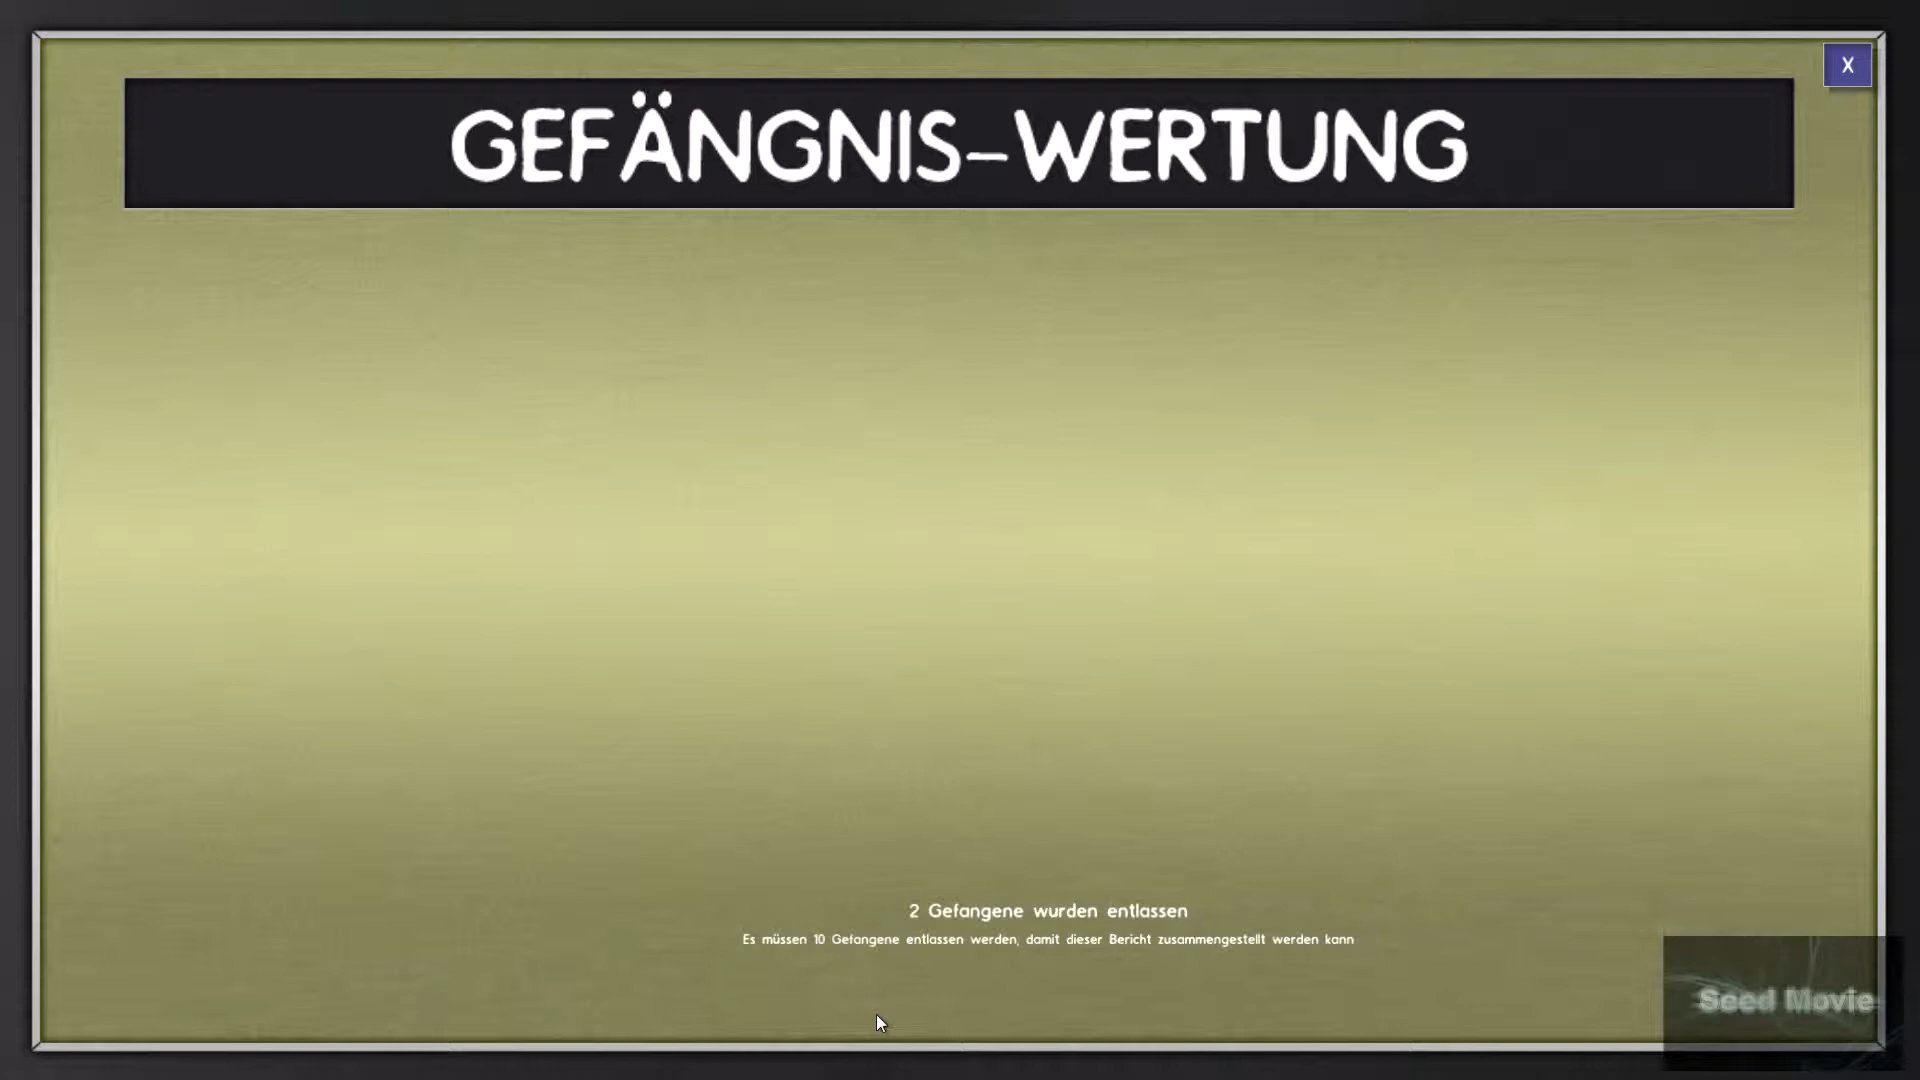 X
GEFÄNGNIS-WERTUNG
2 Gefangene wurden entlassen
Es müssen 10 Gefangene entlassen werden, damit dieser Bericht zusammengestellt werden kann
Seed Movie